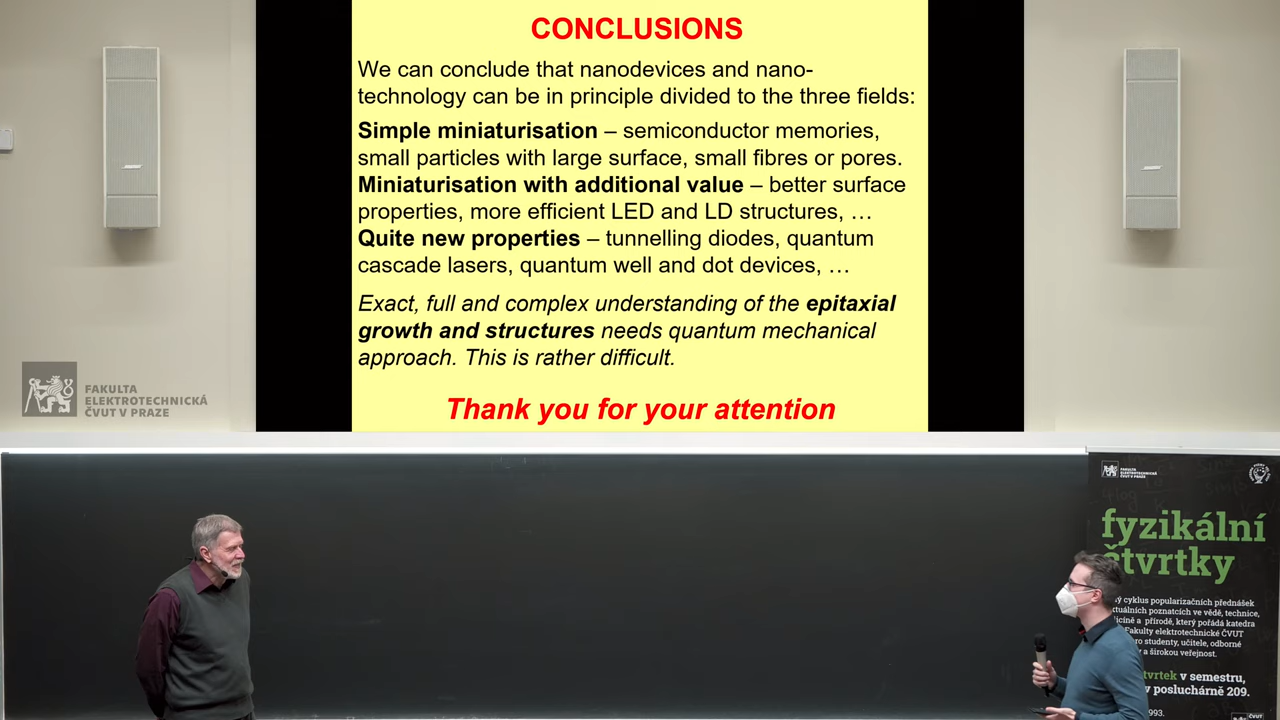 CONCLUSIONS
We can conclude that nanodevices and nano-
technology can be in principle divided to the three fields:
Simple miniaturisation – semiconductor memories,
small particles with large surface, small fibres or pores.
Miniaturisation with additional value – better surface
properties, more efficient LED and LD structures, …
Quite new properties – tunnelling diodes, quantum
cascade lasers, quantum well and dot devices, …
Exact, full and complex understanding of the epitaxial
growth and structures needs quantum mechanical
approach. This is rather difficult.
Thank you for your attention
FAKULTA
ELEKTROTECHNICKÁ
ČVUT V PRAZE
FAKULTA
ELEKTROTECHNICKÁ
ČVUT V PRAZE
fyzikální
čtvrtky
cyklus popularizačních přednášek
poznatcích ve vědě, technice,
a přírodě, který pořádá katedra
Fakulty elektrotechnické ČVUT
studenty, učitele, odborné
y a širokou veřejnost.
v semestru,
v posluchárně 209.
1993.
ČVUT